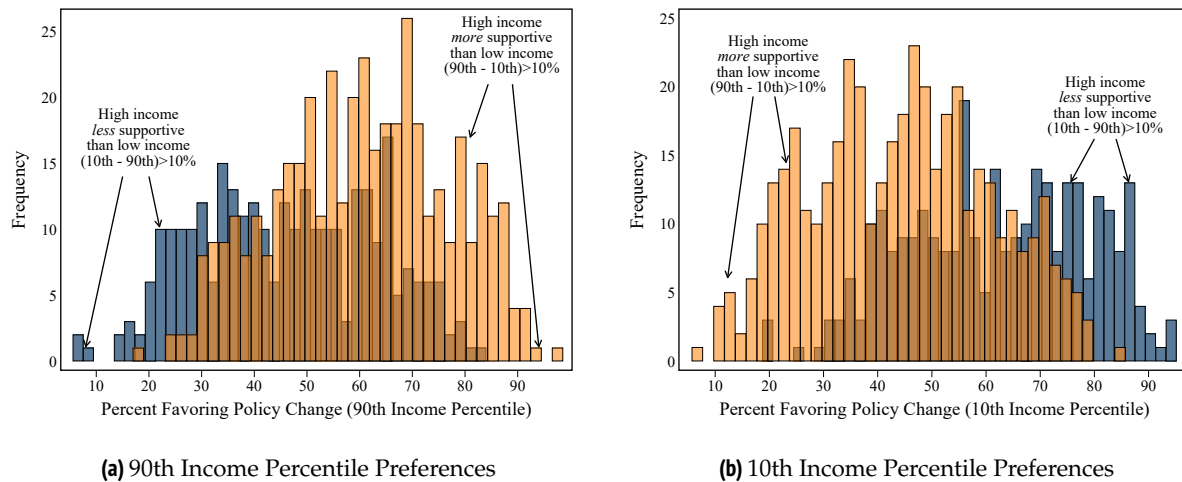 25
20
15
10
5
0
Frequency
High income
less supportive
than low income
(10th - 90th)>10%
High income
more supportive
than low income
(90th - 10th)>10%
10 20 30 40 50 60 70 80 90
Percent Favoring Policy Change (90th Income Percentile)
(a) 90th Income Percentile Preferences
25
20
15
10
5
0
Frequency
High income
more supportive
than low income
(90th - 10th)>10%
High income
less supportive
than low income
(10th - 90th)>10%
10 20 30 40 50 60 70 80 90
Percent Favoring Policy Change (10th Income Percentile)
(b) 10th Income Percentile Preferences